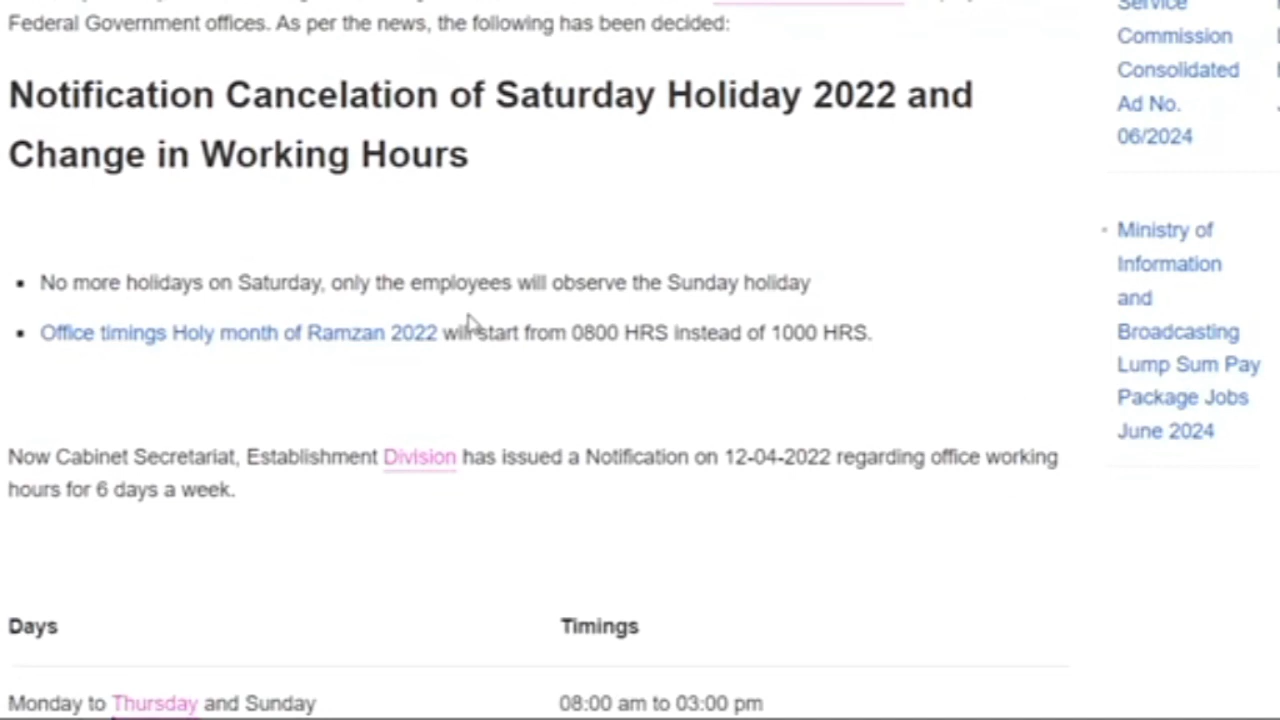 Federal Government offices. As per the news, the following has been decided:
Notification Cancelation of Saturday Holiday 2022 and
Change in Working Hours
No more holidays on Saturday, only the employees will observe the Sunday holiday
Office timings Holy month of Ramzan 2022 will start from 0800 HRS instead of 1000 HRS.
Now Cabinet Secretariat, Establishment Division has issued a Notification on 12-04-2022 regarding office working
hours for 6 days a week.
Days Timings
Monday to Thursday and Sunday 08:00 am to 03:00 pm
Service
Commission
Consolidated
Ad No.
06/2024
Ministry of
Information
and
Broadcasting
Lump Sum Pay
Package Jobs
June 2024